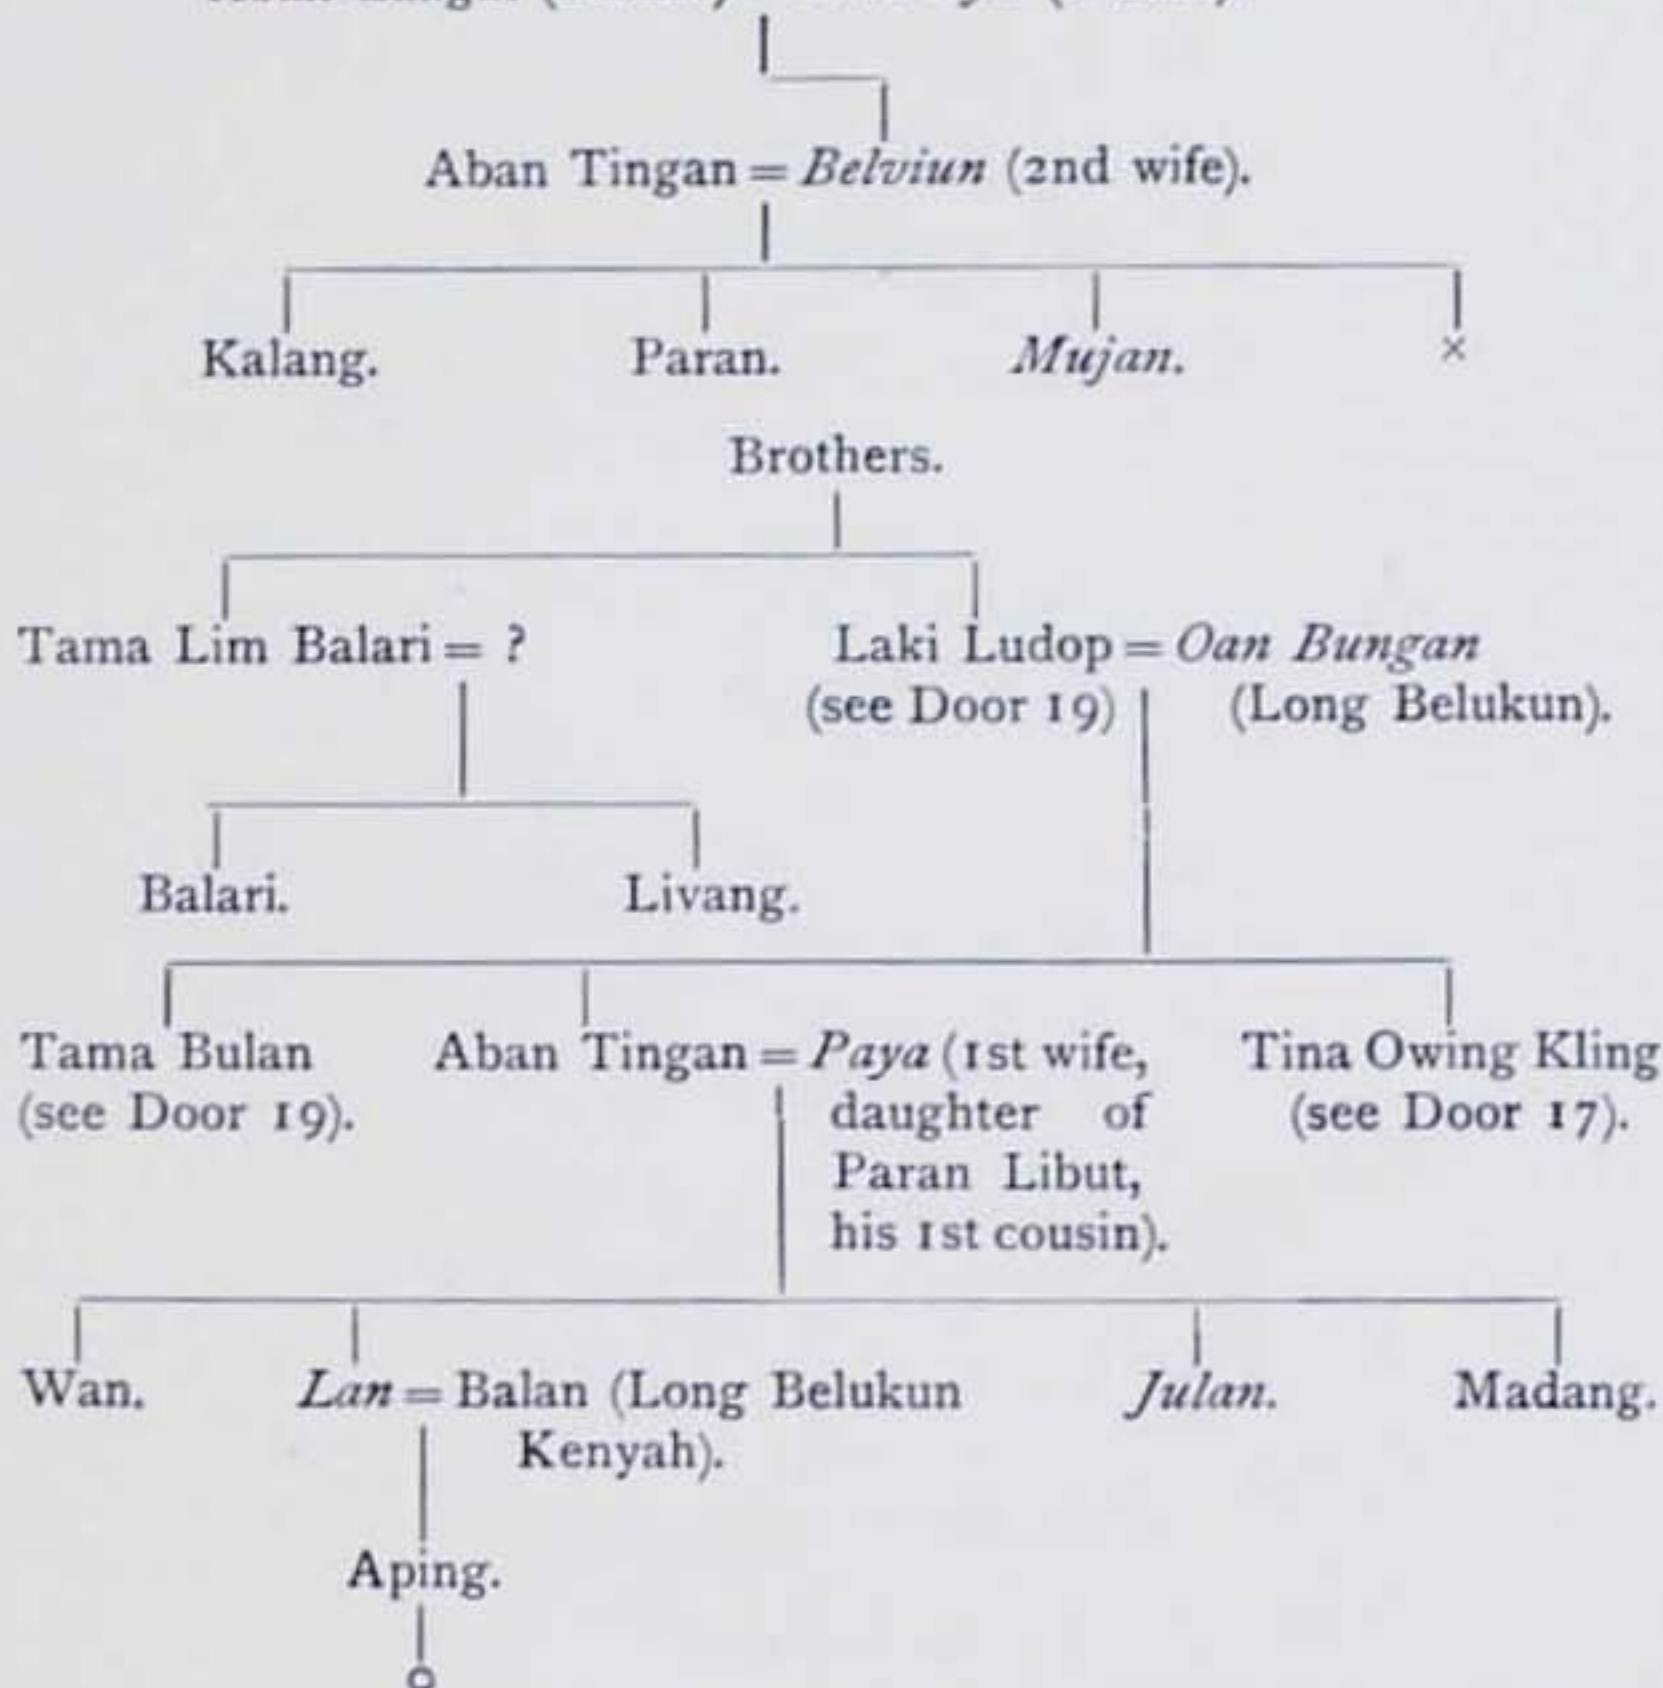 Aban Tingan = Belviun (2nd wife).
Kalang. Paran. Mujan. ×
Brothers.
Tama Lim Balari = ? Laki Ludop = Oan Bungan
(see Door 19) (Long Belukun).
Balari. Livang.
Tama Bulan Aban Tingan = Paya (1st wife, Tina Owing Kling
(see Door 19). daughter of (see Door 17).
Paran Libut,
his 1st cousin).
Wan. Lan = Balan (Long Belukun Julan. Madang.
Kenyah).
Aping.